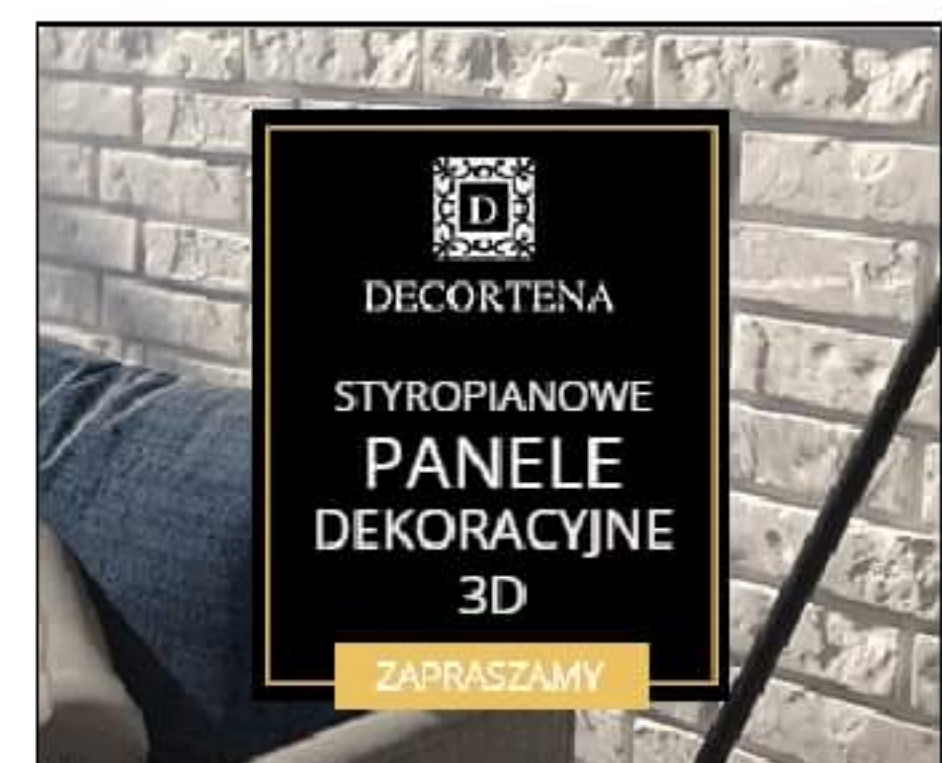 D
DECORTENA
STYROPIANOWE
PANELE
DEKORACYJNE
3D
ZAPRASZAMY